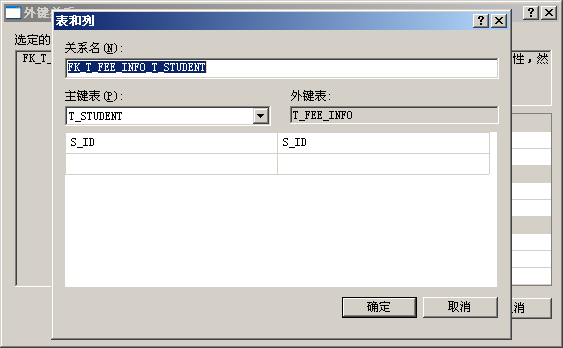 外键关系
表和列
选定的
关系名(N):
FK_T_
FK_T_FEE_INFO_T_STUDENT
性，然
主键表(P):
外键表:
T_STUDENT
T_FEE_INFO
S_ID
S_ID
确定
取消
消